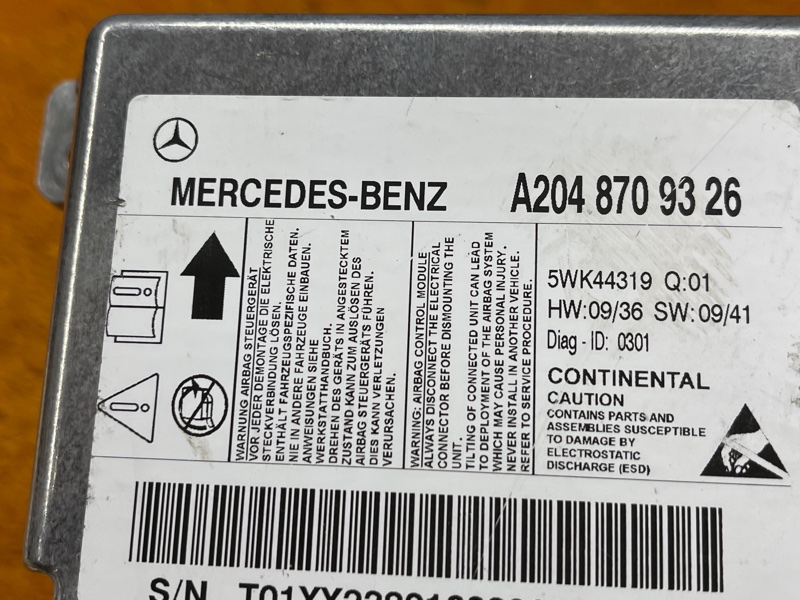 MERCEDES-BENZ A204 870 93 26
WARNUNG AIRBAG STEUERGERÄT
VOR JEDER DEMONTAGE DIE ELEKTRISCHE
STECKVERBINDUNG LÖSEN.
ENTHÄLT FAHRZEUGSPEZIFISCHE DATEN.
NIE IN ANDERE FAHRZEUGE EINBAUEN.
ANWEISUNGEN SIEHE
WERKSTATTHANDBUCH.
DREHEN DES GERÄTS IN ANGESTECKTEM
ZUSTAND KANN ZUM AUSLÖSEN DES
AIRBAG STEUERGERÄTS FÜHREN.
DIES KANN VERLETZUNGEN
VERURSACHEN.
WARNING: AIRBAG CONTROL MODULE
ALWAYS DISCONNECT THE ELECTRICAL
CONNECTOR BEFORE DISMOUNTING THE
UNIT.
TILTING OF CONNECTED UNIT CAN LEAD
TO DEPLOYMENT OF THE AIRBAG SYSTEM
WHICH MAY CAUSE PERSONAL INJURY.
NEVER INSTALL IN ANOTHER VEHICLE.
REFER TO SERVICE PROCEDURE.
5WK44319 Q:01
HW:09/36 SW:09/41
Diag - ID: 0301
CONTINENTAL
CAUTION
CONTAINS PARTS AND
ASSEMBLIES SUSCEPTIBLE
TO DAMAGE BY
ELECTROSTATIC
DISCHARGE (ESD)
S/N